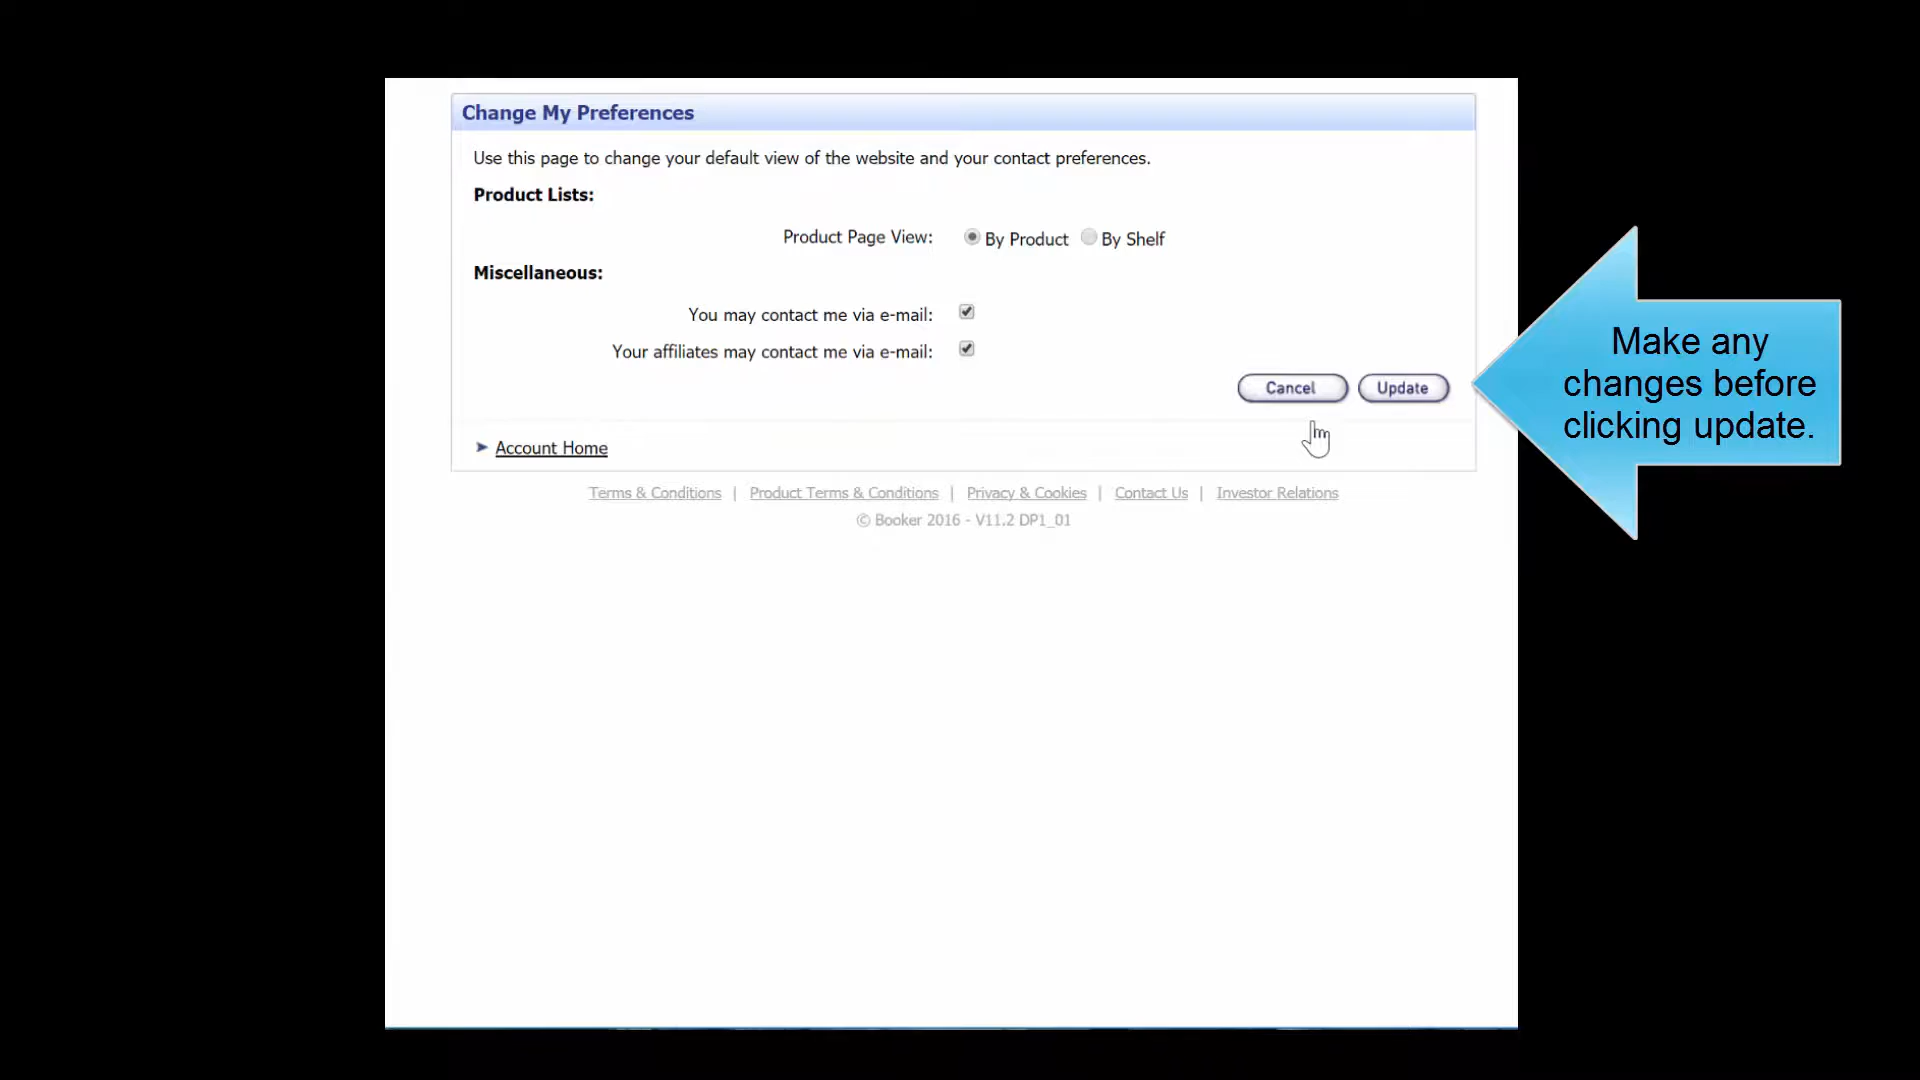 Change My Preferences
Use this page to change your default view of the website and your contact preferences.
Product Lists:
Product Page View: By Product By Shelf
Miscellaneous:
You may contact me via e-mail:
Your affiliates may contact me via e-mail:
Cancel Update
Account Home
Terms & Conditions | Product Terms & Conditions | Privacy & Cookies | Contact Us | Investor Relations
© Booker 2016 - V11.2 DP1_01
Make any
changes before
clicking update.